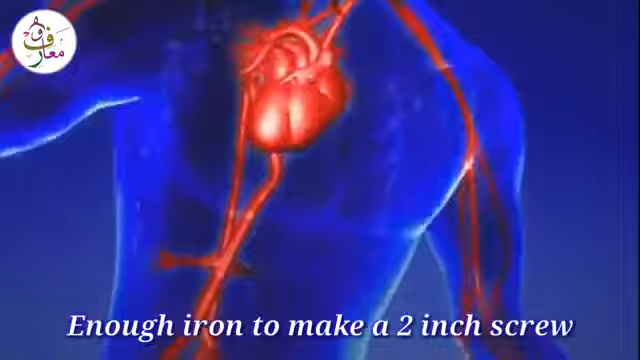 معارف
Enough iron to make a 2 inch screw